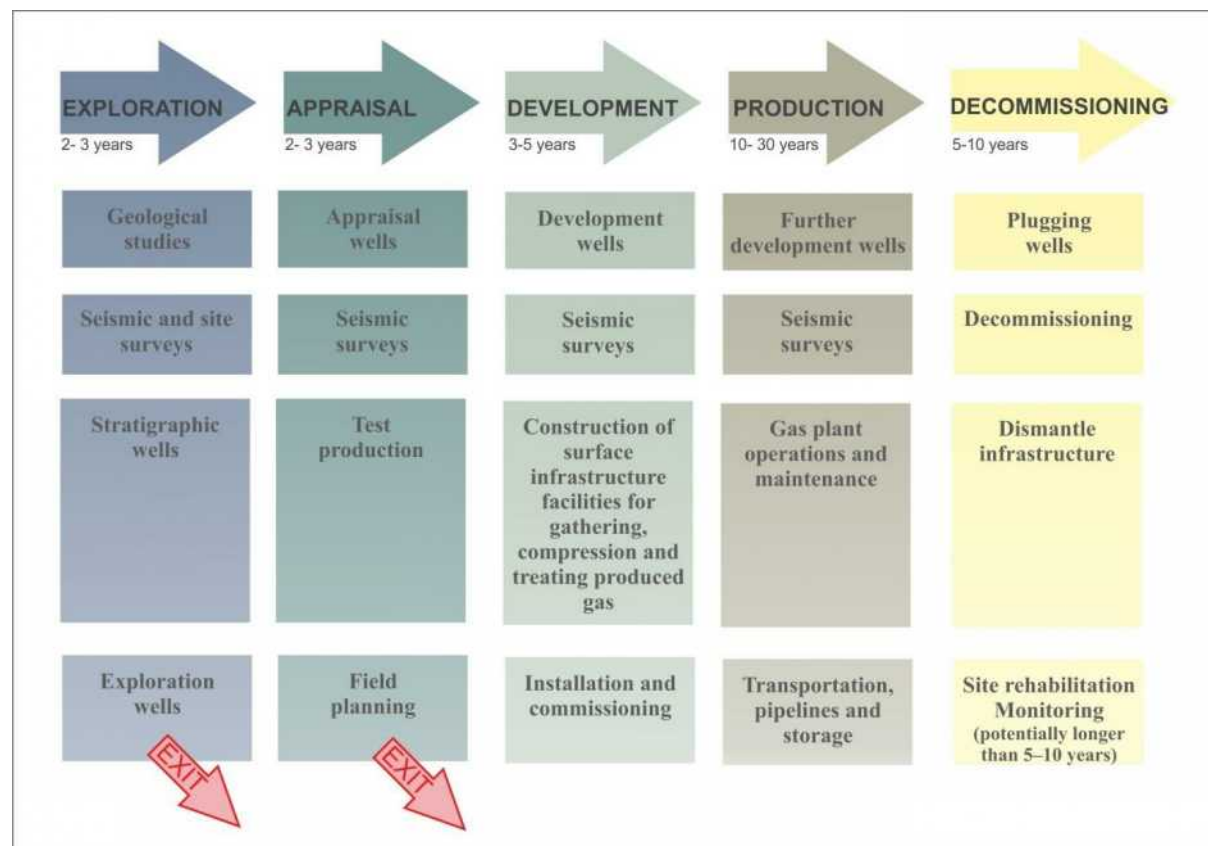 EXPLORATION
2- 3 years
APPRAISAL
2- 3 years
DEVELOPMENT
3-5 years
PRODUCTION
10- 30 years
DECOMMISSIONING
5-10 years
Geological
studies
Appraisal
wells
Development
wells
Further
development wells
Plugging
wells
Seismic and site
surveys
Seismic
surveys
Seismic
surveys
Seismic
surveys
Decommissioning
Stratigraphic
wells
Test
production
Construction of
surface
infrastructure
facilities for
gathering,
compression and
treating produced
gas
Gas plant
operations and
maintenance
Dismantle
infrastructure
Exploration
wells
Field
planning
Installation and
commissioning
Transportation,
pipelines and
storage
Site rehabilitation
Monitoring
(potentially longer
than 5–10 years)
EXIT
EXIT